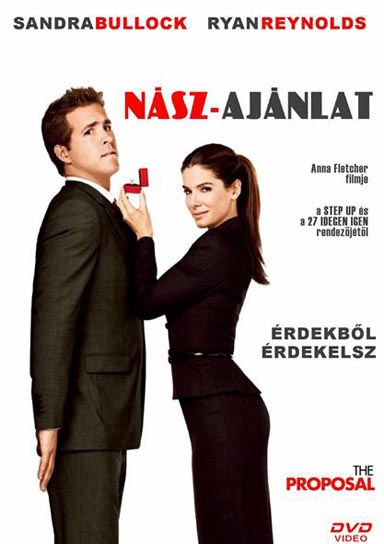 SANDRABULLOCK RYANREYNOLDS
NÁSZ-AJÁNLAT
Anna Fletcher
filmje
a STEP UP és
a 27 IDEGEN IGEN
rendezőjétől
ÉRDEKBŐL
ÉRDEKELSZ
THE
PROPOSAL
DVD
VIDEO